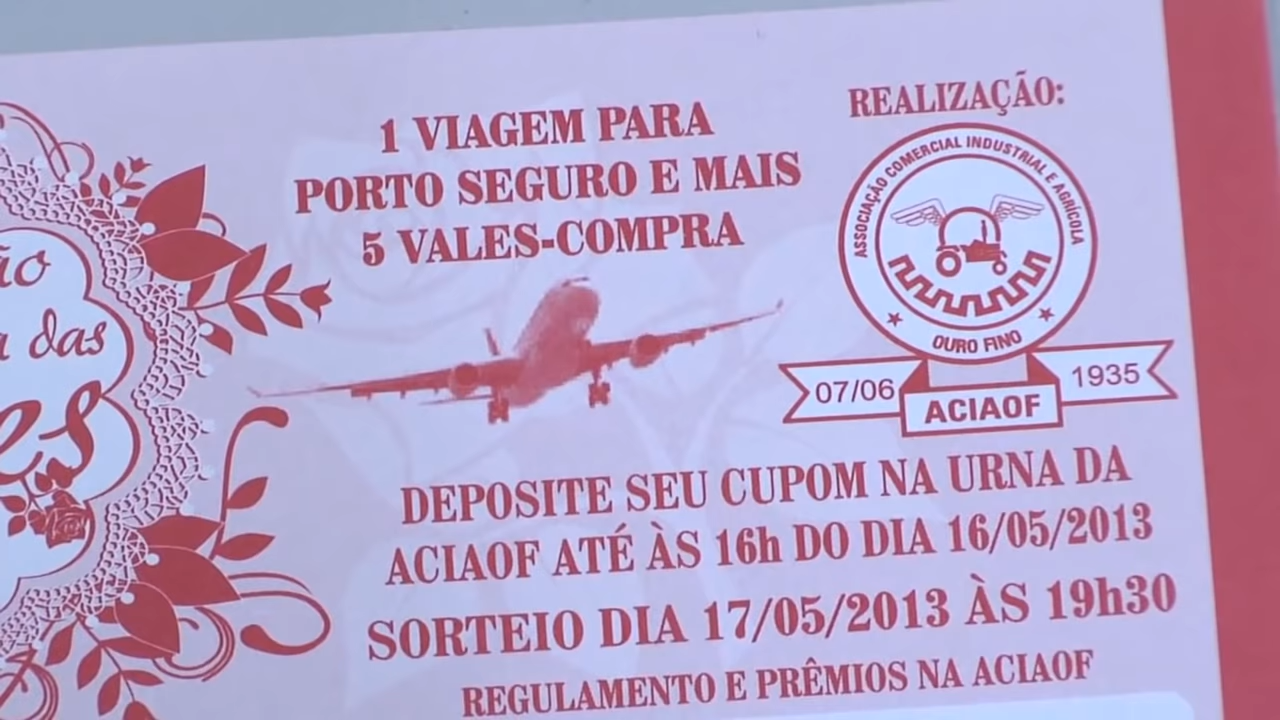 1 VIAGEM PARA
PORTO SEGURO E MAIS
5 VALES-COMPRA
REALIZAÇÃO:
ASSOCIAÇÃO COMERCIAL INDUSTRIAL E AGRÍCOLA
OURO FINO
07/06
ACIAOF
1935
das
DEPOSITE SEU CUPOM NA URNA DA
ACIAOF ATÉ ÀS 16h DO DIA 16/05/2013
SORTEIO DIA 17/05/2013 ÀS 19h30
REGULAMENTO E PRÊMIOS NA ACIAOF